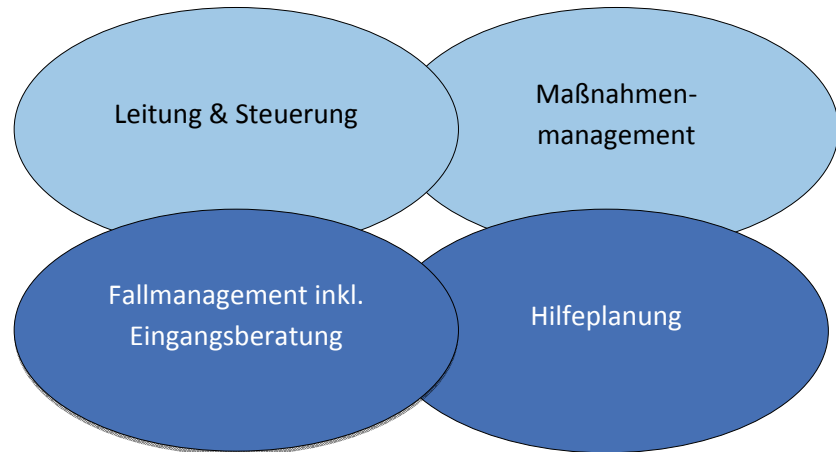 Leitung & Steuerung
Maßnahmen-
management
Fallmanagement inkl.
Eingangsberatung
Hilfeplanung